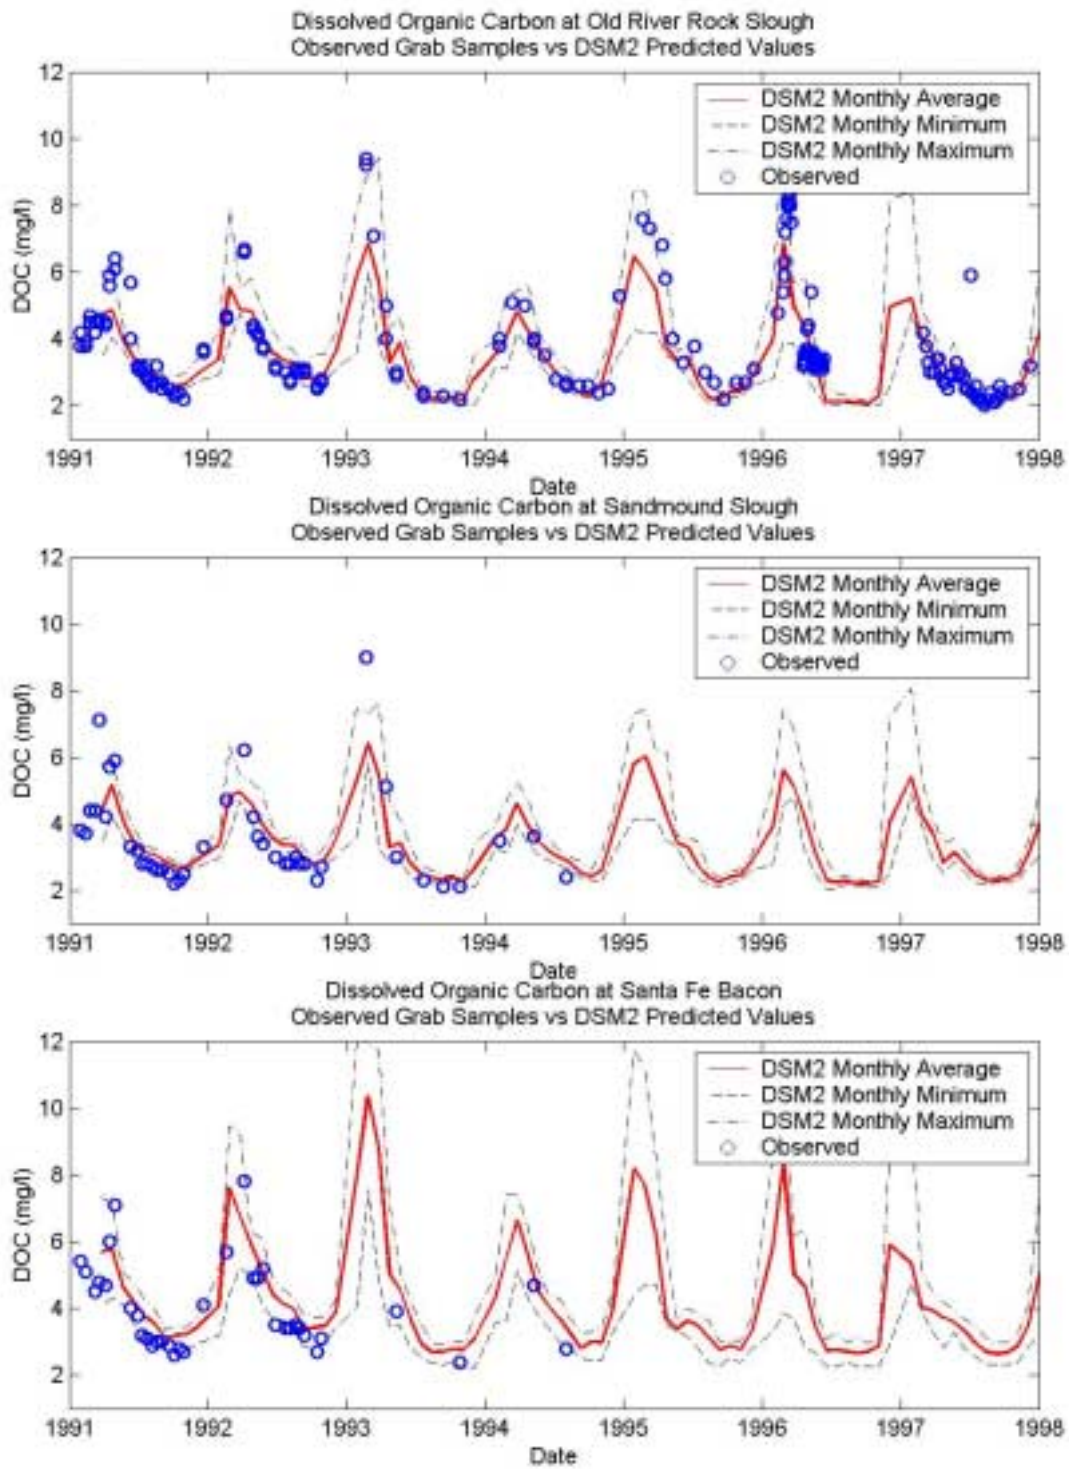 Dissolved Organic Carbon at Old River Rock Slough
Observed Grab Samples vs DSM2 Predicted Values
12
10
8
6
4
2
DOC (mg/l)
DSM2 Monthly Average
DSM2 Monthly Minimum
DSM2 Monthly Maximum
Observed
1991 1992 1993 1994 1995 1996 1997 1998
Date
Dissolved Organic Carbon at Sandmound Slough
Observed Grab Samples vs DSM2 Predicted Values
12
10
8
6
4
2
DOC (mg/l)
DSM2 Monthly Average
DSM2 Monthly Minimum
DSM2 Monthly Maximum
Observed
1991 1992 1993 1994 1995 1996 1997 1998
Date
Dissolved Organic Carbon at Santa Fe Bacon
Observed Grab Samples vs DSM2 Predicted Values
12
10
8
6
4
2
DOC (mg/l)
DSM2 Monthly Average
DSM2 Monthly Minimum
DSM2 Monthly Maximum
Observed
1991 1992 1993 1994 1995 1996 1997 1998
Date